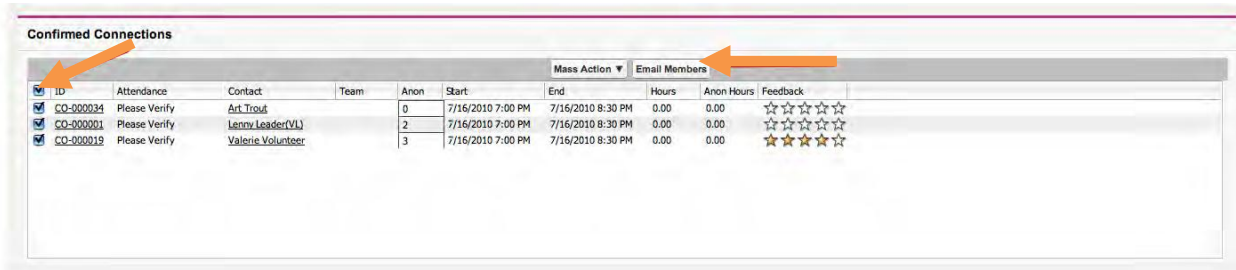 Confirmed Connections
Mass Action ▼ Email Members
ID Attendance Contact Team Anon Start End Hours Anon Hours Feedback
CO-000034 Please Verify Art Trout 0 7/16/2010 7:00 PM 7/16/2010 8:30 PM 0.00 0.00
CO-000001 Please Verify Lenny Leader(VL) 2 7/16/2010 7:00 PM 7/16/2010 8:30 PM 0.00 0.00
CO-000019 Please Verify Valerie Volunteer 3 7/16/2010 7:00 PM 7/16/2010 8:30 PM 0.00 0.00